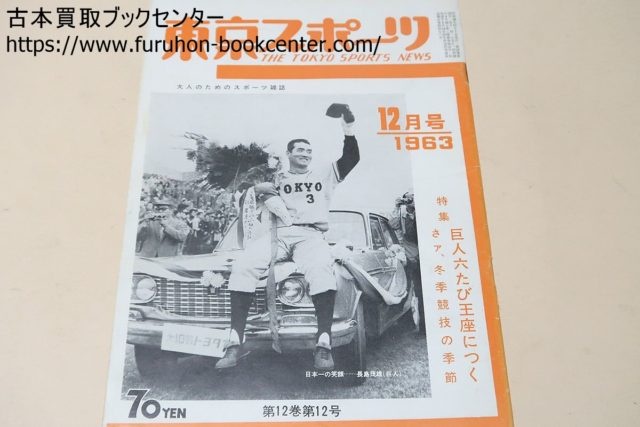 古本買取ブックセンター
https://www.furuhon-bookcenter.com/
東京スポーツ
THE TOKYO SPORTS NEWS
大人のためのスポーツ雑誌
12月号
1963
特集
巨人六たび王座につく
さァ、冬季競技の季節
TOKYO
3
日本一の笑顔……長島茂雄(巨人)
70 YEN
第12巻第12号